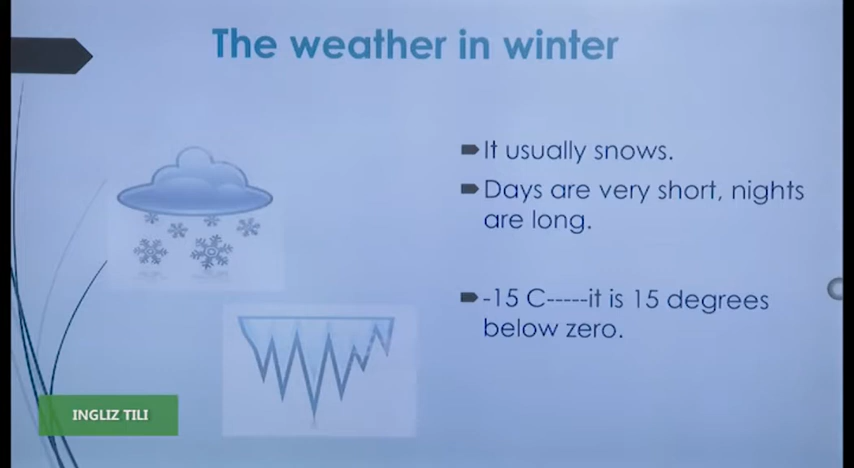 The weather in winter
It usually snows.
Days are very short, nights
are long.
-15 C-----it is 15 degrees
below zero.
INGLIZ TILI